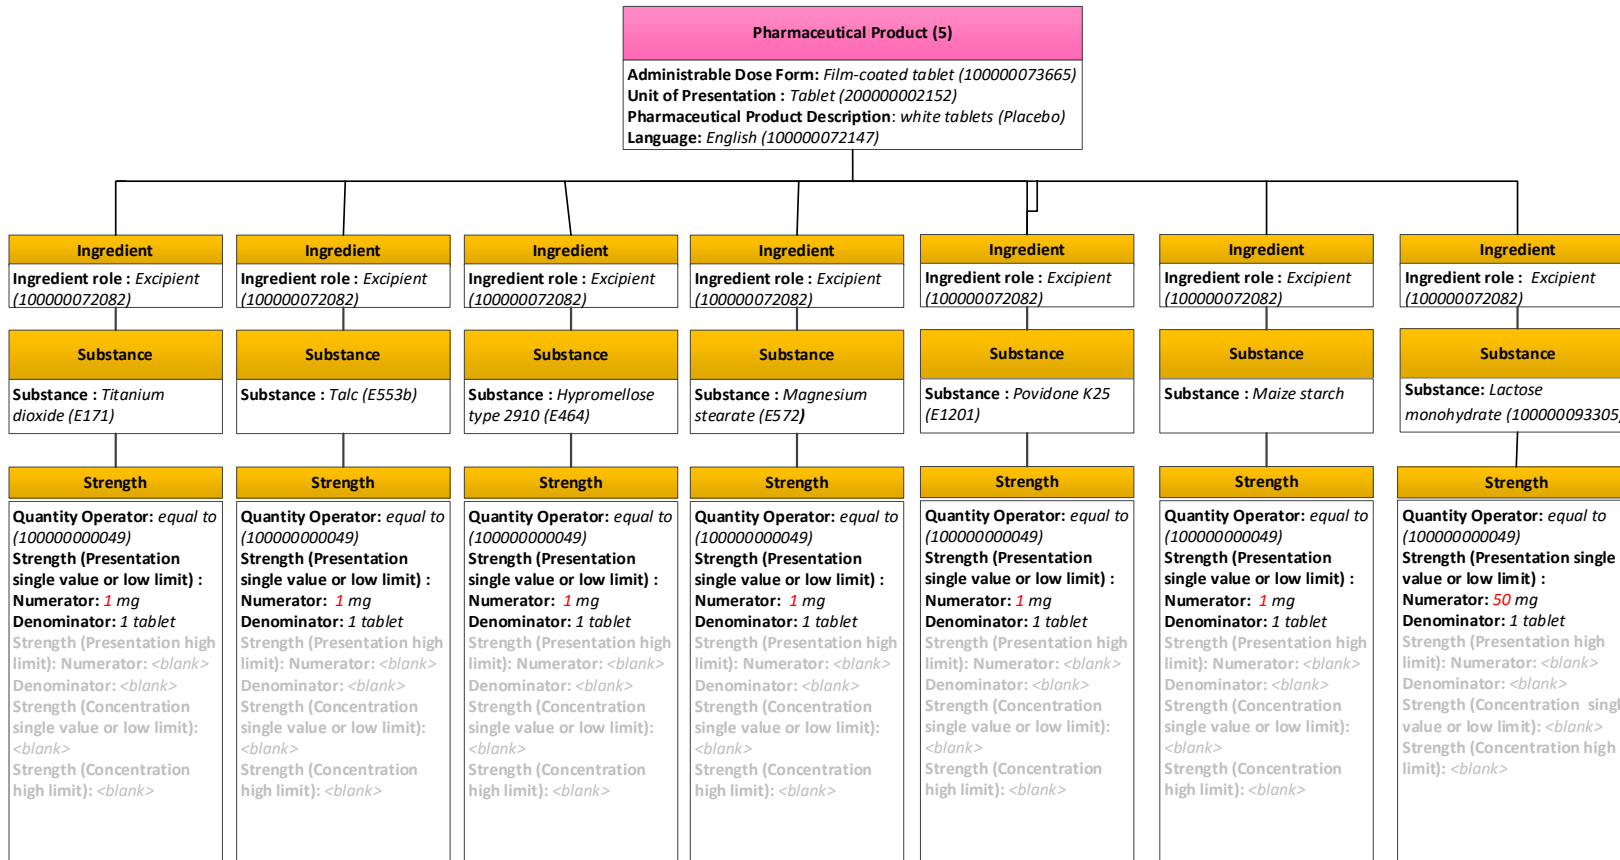 Pharmaceutical Product (5)
Administrable Dose Form: Film-coated tablet (100000073665)
Unit of Presentation : Tablet (200000002152)
Pharmaceutical Product Description: white tablets (Placebo)
Language: English (100000072147)
Ingredient
Ingredient role : Excipient
(100000072082)
Substance
Substance : Titanium
dioxide (E171)
Strength
Quantity Operator: equal to
(100000000049)
Strength (Presentation
single value or low limit) :
Numerator: 1 mg
Denominator: 1 tablet
Strength (Presentation high
limit): Numerator: <blank>
Denominator: <blank>
Strength (Concentration
single value or low limit):
<blank>
Strength (Concentration
high limit): <blank>
Ingredient
Ingredient role : Excipient
(100000072082)
Substance
Substance : Talc (E553b)
Strength
Quantity Operator: equal to
(100000000049)
Strength (Presentation
single value or low limit) :
Numerator: 1 mg
Denominator: 1 tablet
Strength (Presentation high
limit): Numerator: <blank>
Denominator: <blank>
Strength (Concentration
single value or low limit):
<blank>
Strength (Concentration
high limit): <blank>
Ingredient
Ingredient role : Excipient
(100000072082)
Substance
Substance : Hypromellose
type 2910 (E464)
Strength
Quantity Operator: equal to
(100000000049)
Strength (Presentation
single value or low limit) :
Numerator: 1 mg
Denominator: 1 tablet
Strength (Presentation high
limit): Numerator: <blank>
Denominator: <blank>
Strength (Concentration
single value or low limit):
<blank>
Strength (Concentration
high limit): <blank>
Ingredient
Ingredient role : Excipient
(100000072082)
Substance
Substance : Magnesium
stearate (E572)
Strength
Quantity Operator: equal to
(100000000049)
Strength (Presentation
single value or low limit) :
Numerator: 1 mg
Denominator: 1 tablet
Strength (Presentation high
limit): Numerator: <blank>
Denominator: <blank>
Strength (Concentration
single value or low limit):
<blank>
Strength (Concentration
high limit): <blank>
Ingredient
Ingredient role : Excipient
(100000072082)
Substance
Substance : Povidone K25
(E1201)
Strength
Quantity Operator: equal to
(100000000049)
Strength (Presentation
single value or low limit) :
Numerator: 1 mg
Denominator: 1 tablet
Strength (Presentation high
limit): Numerator: <blank>
Denominator: <blank>
Strength (Concentration
single value or low limit):
<blank>
Strength (Concentration
high limit): <blank>
Ingredient
Ingredient role : Excipient
(100000072082)
Substance
Substance : Maize starch
Strength
Quantity Operator: equal to
(100000000049)
Strength (Presentation
single value or low limit) :
Numerator: 1 mg
Denominator: 1 tablet
Strength (Presentation high
limit): Numerator: <blank>
Denominator: <blank>
Strength (Concentration
single value or low limit):
<blank>
Strength (Concentration
high limit): <blank>
Ingredient
Ingredient role : Excipient
(100000072082)
Substance
Substance: Lactose
monohydrate (100000093305)
Strength
Quantity Operator: equal to
(100000000049)
Strength (Presentation single
value or low limit) :
Numerator: 50 mg
Denominator: 1 tablet
Strength (Presentation high
limit): Numerator: <blank>
Denominator: <blank>
Strength (Concentration singl
value or low limit): <blank>
Strength (Concentration high
limit): <blank>